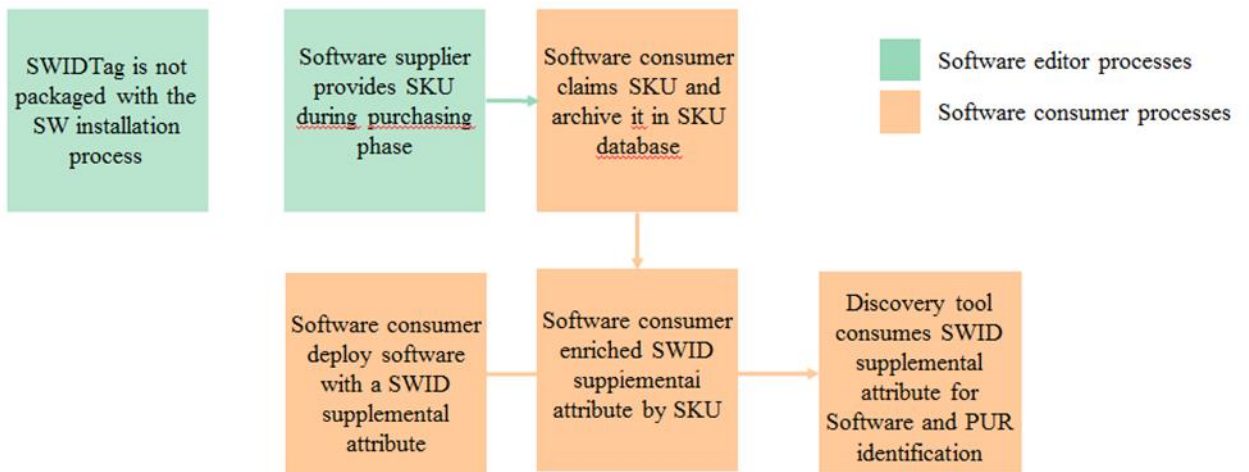 SWIDTag is not
packaged with the
SW installation
process
Software supplier
provides SKU
during purchasing
phase
Software consumer
claims SKU and
archive it in SKU
database
Software editor processes
Software consumer processes
Software consumer
deploy software
with a SWID
supplemental
attribute
Software consumer
enriched SWID
suppiementai
attribute by SKU
Discovery tool
consumes SWID
supplemental
attribute for
Software and PUR
identification